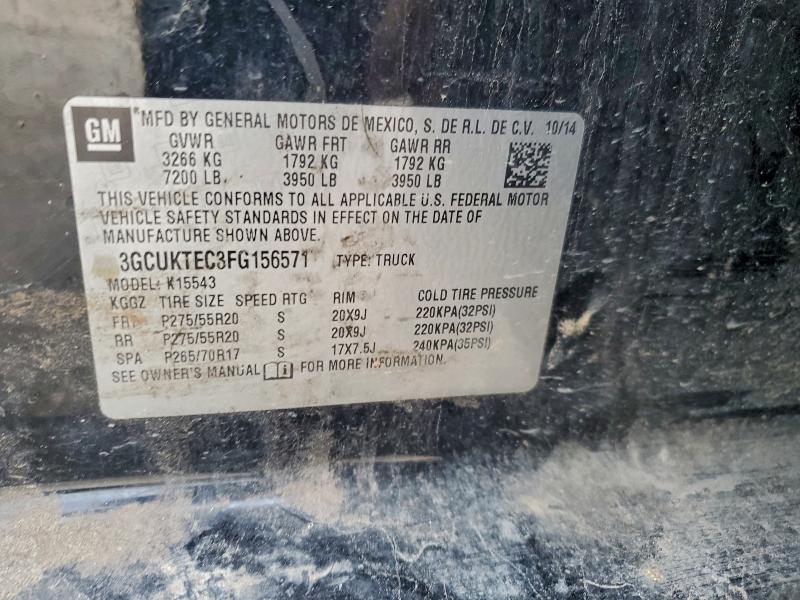 GM
*MFD BY GENERAL MOTORS DE MEXICO, S. DE R.L. DE C.V. 10/14
GVWR GAWR FRT GAWR RR
3266 KG 1792 KG 1792 KG
7200 LB. 3950 LB 3950 LB
THIS VEHICLE CONFORMS TO ALL APPLICABLE U.S. FEDERAL MOTOR
VEHICLE SAFETY STANDARDS IN EFFECT ON THE DATE OF
MANUFACTURE SHOWN ABOVE.
3GCUKTEC3FG156571 TYPE: TRUCK
MODEL: K15543
KGGZ TIRE SIZE SPEED RTG RIM COLD TIRE PRESSURE
FRT P275/55R20 S 20X9J 220KPA(32PSI)
RR P275/55R20 S 20X9J 220KPA(32PSI)
SPA P265/70R17 S 17X7.5J 240KPA(35PSI)
SEE OWNER'S MANUAL FOR MORE INFORMATION.